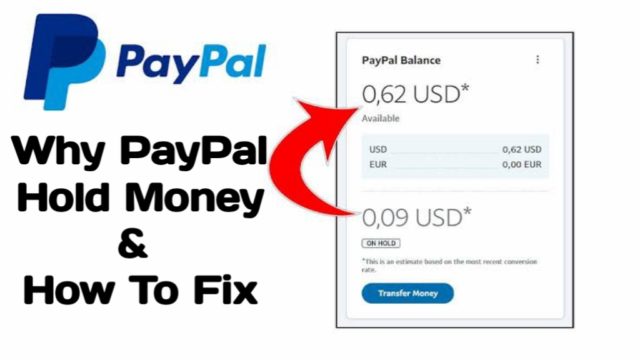 PayPal
Why PayPal
Hold Money
&
How To Fix
PayPal Balance
0,62 USD*
Available
USD 0,62 USD
EUR 0,00 EUR
0,09 USD*
ON HOLD
*This is an estimate based on the most recent conversion
rate.
Transfer Money